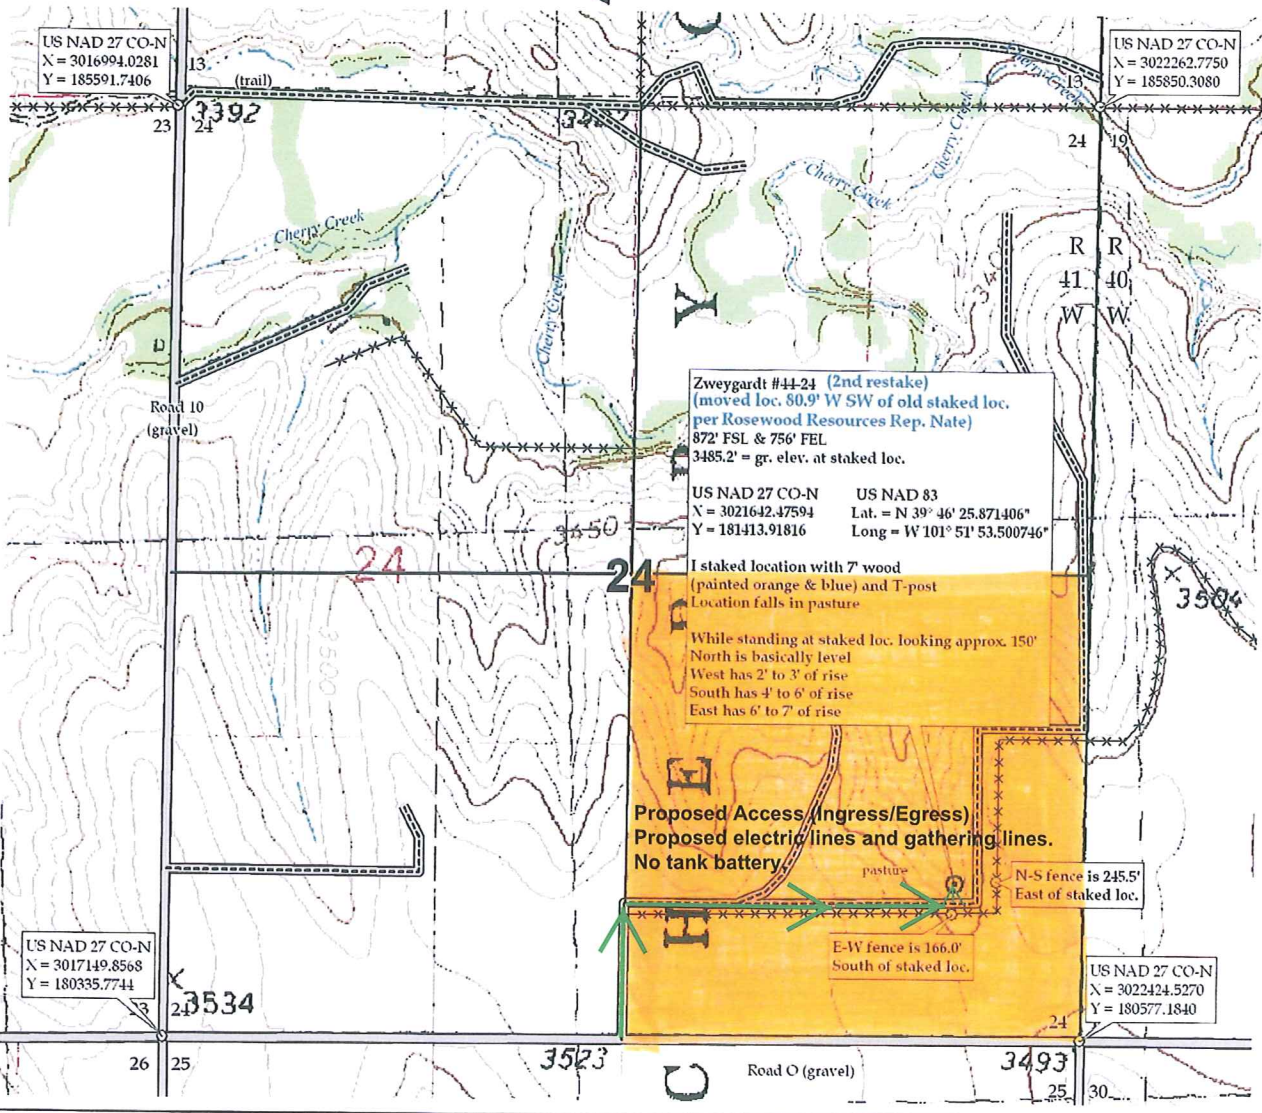 US NAD 27 CO-N
X = 3016994.0281
Y = 185591.7406
US NAD 27 CO-N
X = 3022262.7750
Y = 185850.3080
13
(trail)
13
3392
23
24
24
19
Cherry Creek
Cherry Creek
Cherry Creek
Cherry Creek
R
R
41
40
W
W
C
Y
Road 10
(gravel)
Zweygardt #44-24 (2nd restake)
(moved loc. 80.9' W SW of old staked loc.
per Rosewood Resources Rep. Nate)
872' FSL & 756' FEL
3485.2' = gr. elev. at staked loc.
US NAD 27 CO-N
US NAD 83
X = 3021642.47594
Lat. = N 39° 46' 25.871406"
Y = 181413.91816
Long = W 101° 51' 53.500746"
I staked location with 7' wood
(painted orange & blue) and T-post
Location falls in pasture
While standing at staked loc. looking approx. 150'
North is basically level
West has 2' to 3' of rise
South has 4' to 6' of rise
East has 6' to 7' of rise
3450
24
24
3504
3500
E
Proposed Access (Ingress/Egress)
Proposed electric lines and gathering lines.
No tank battery
pasture
N-S fence is 245.5'
East of staked loc.
H
E-W fence is 166.0'
South of staked loc.
US NAD 27 CO-N
X = 3017149.8568
Y = 180335.7744
US NAD 27 CO-N
X = 3022424.5270
Y = 180577.1840
24
3534
24
26
25
3523
C
Road O (gravel)
3493
25
30